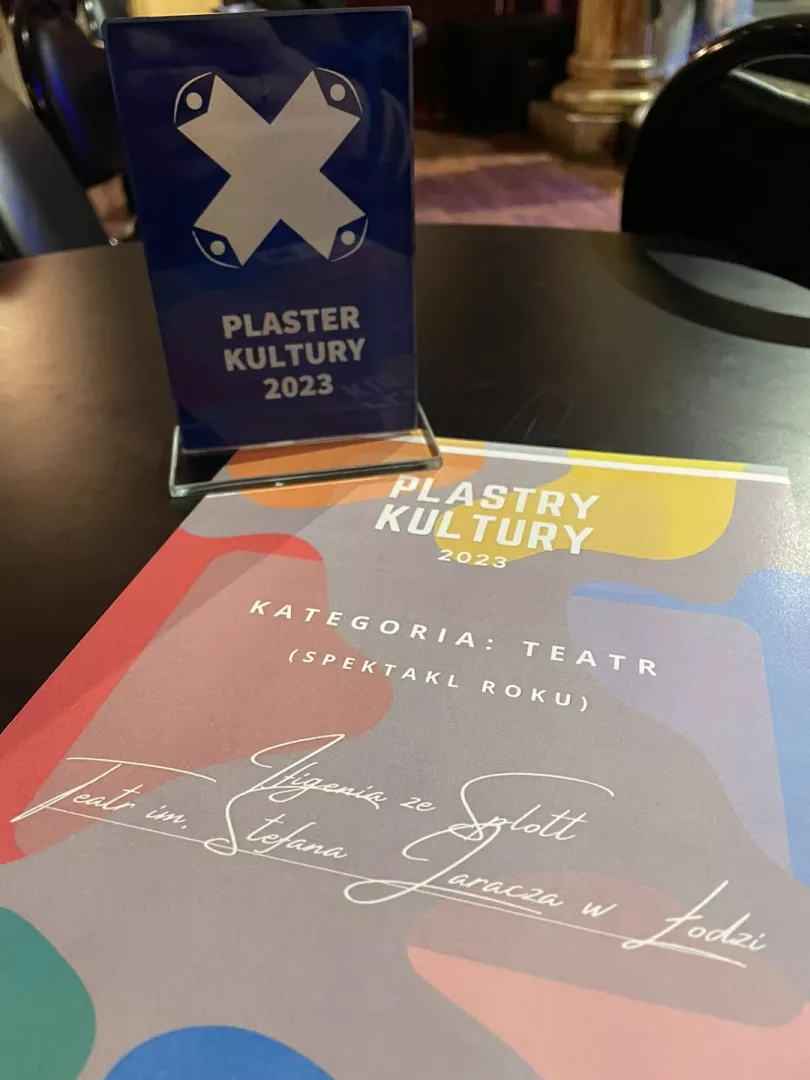 PLASTER
KULTURY
2023
PLASTRY
KULTURY
2023
KATEGORIA: TEATR
(SPEKTAKL ROKU)
Ifigenia ze Splott
Teatr im. Stefana Jaracza w Łodzi